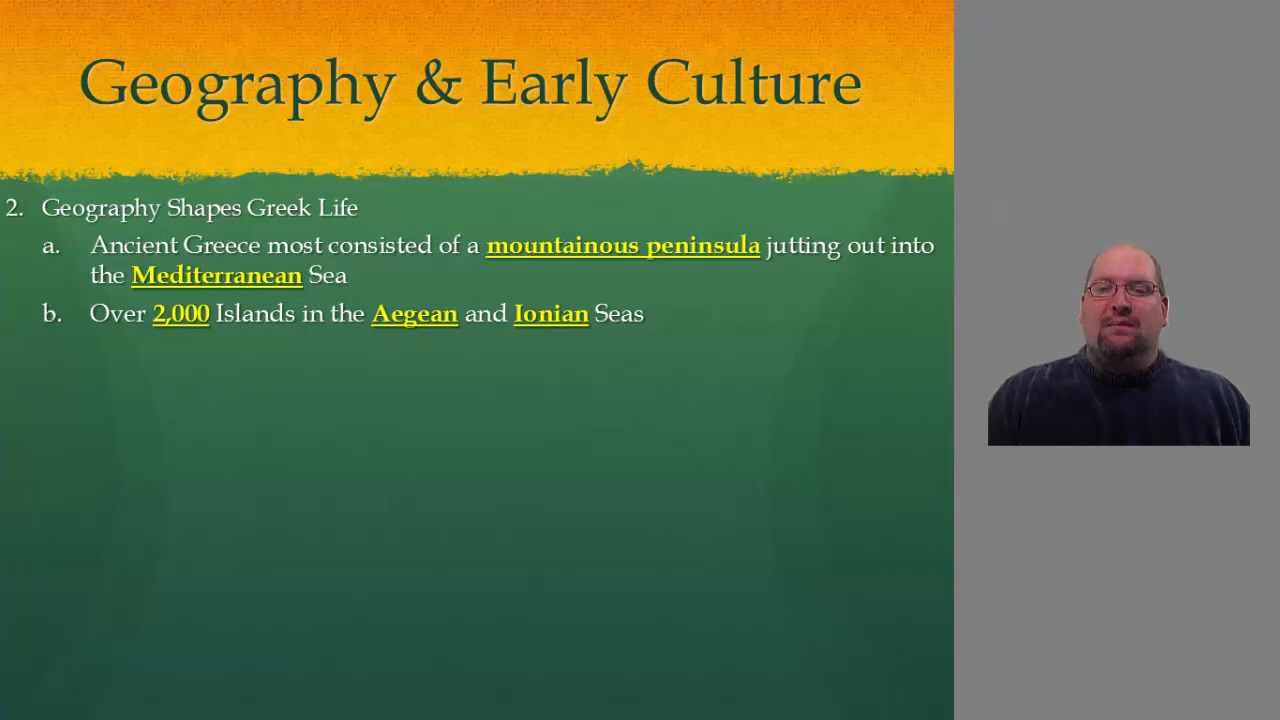 Geography & Early Culture
2. Geography Shapes Greek Life
a. Ancient Greece most consisted of a mountainous peninsula jutting out into
the Mediterranean Sea
b. Over 2,000 Islands in the Aegean and Ionian Seas